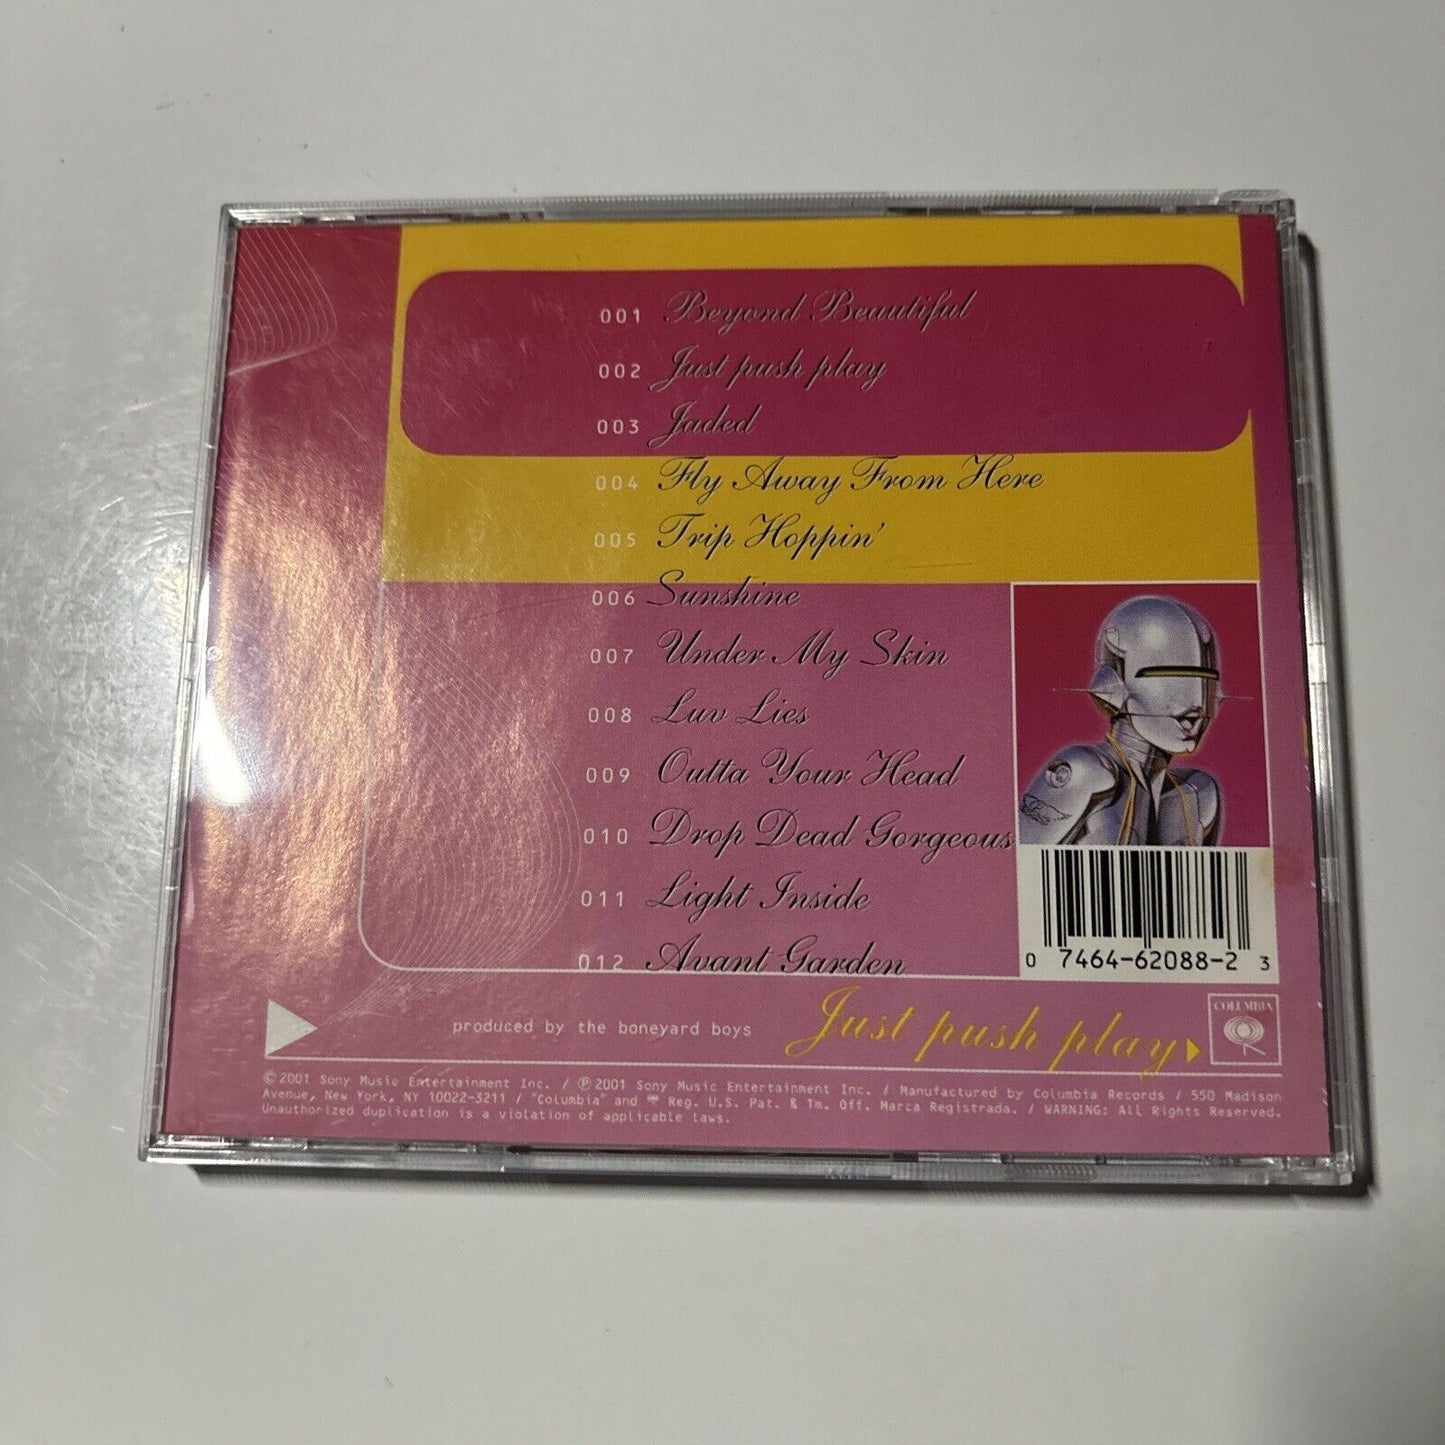 001 Beyond Beautiful
002 Just push play
003 Jaded
004 Fly Away From Here
005 Trip Hoppin'
006 Sunshine
007 Under My Skin
008 Luv Lies
009 Outta Your Head
010 Drop Dead Gorgeous
011 Light Inside
012 Avant Garden
0 7464-62088-2 3
produced by the boneyard boys
Just push play
COLUMBIA
©2001 Sony Music Entertainment Inc. / ℗2001 Sony Music Entertainment Inc. / Manufactured by Columbia Records / 550 Madison
Avenue, New York, NY 10022-3211 / "Columbia" and Reg. U.S. Pat. & Tm. Off. Marca Registrada. / WARNING: All Rights Reserved.
Unauthorized duplication is a violation of applicable laws.